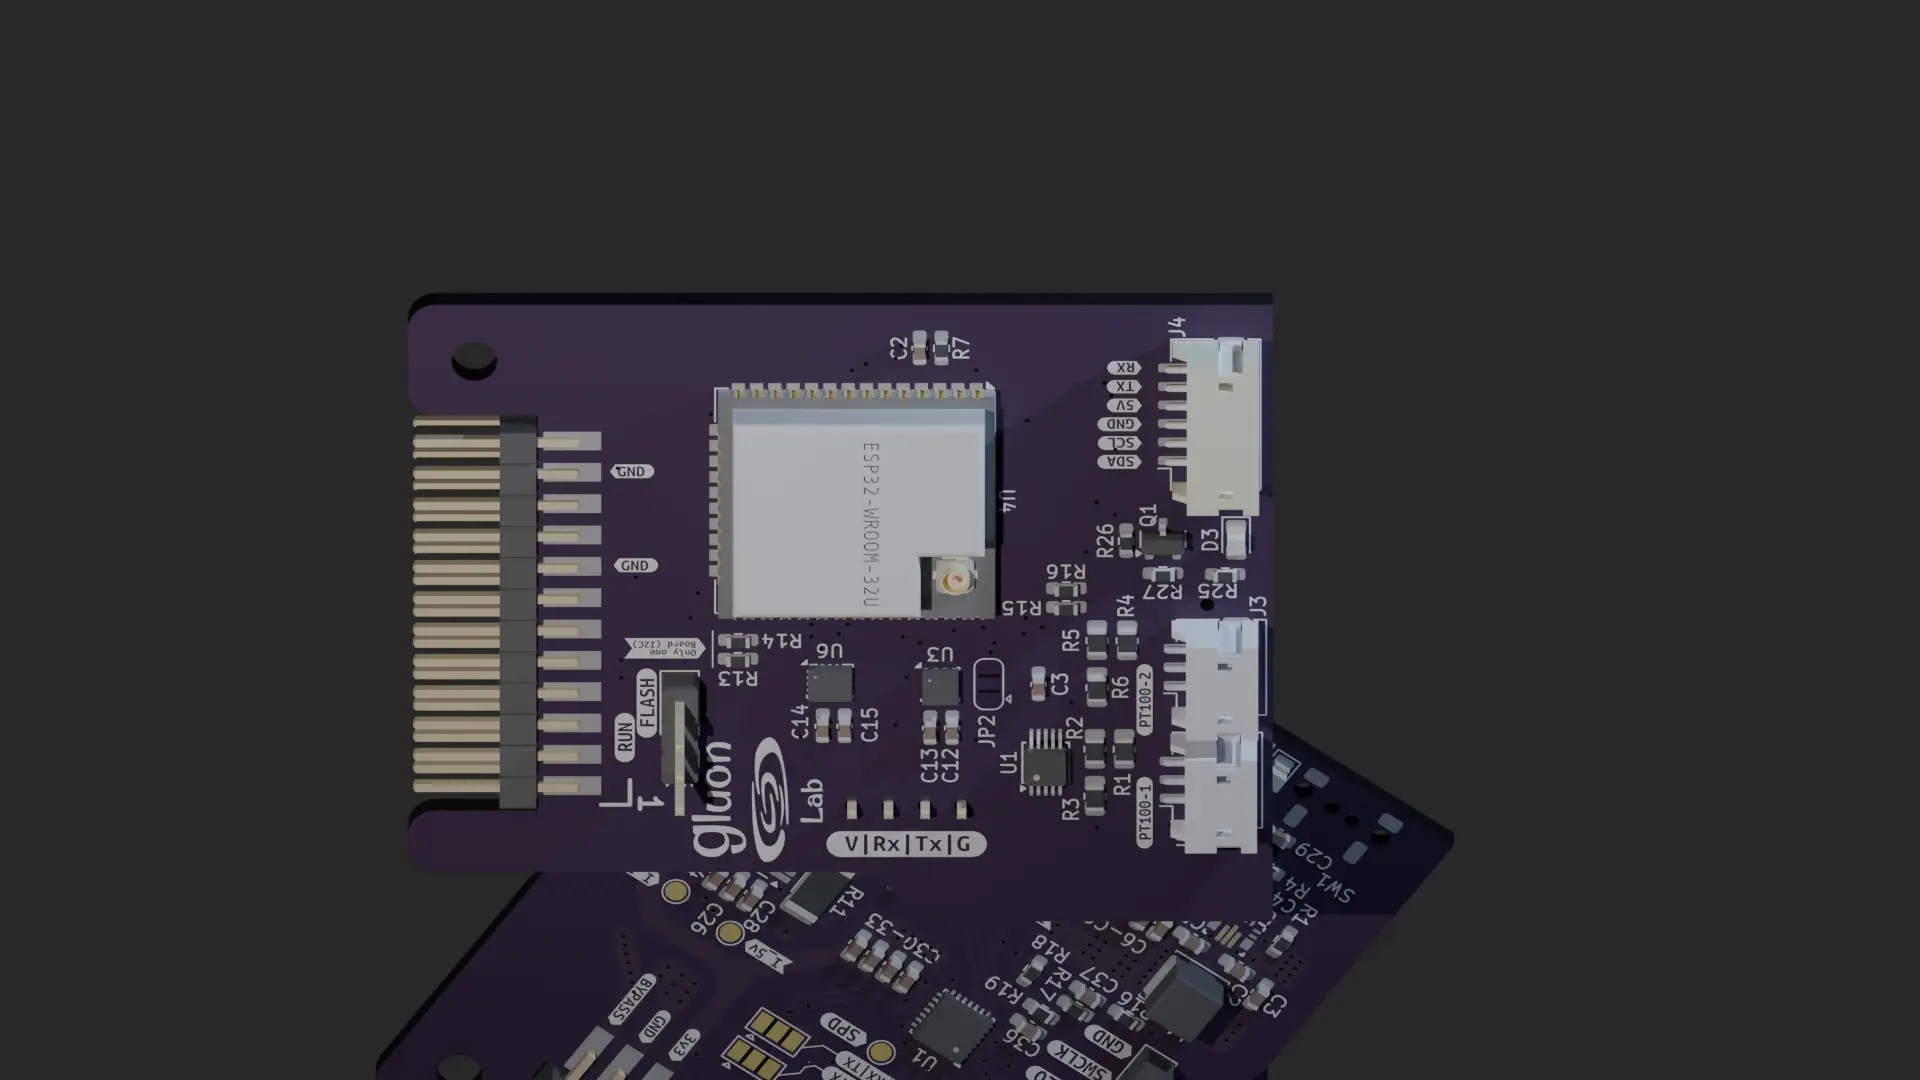 C2
R7
J4
RX
TX
5V
GND
SCL
SDA
ESP32-WROOM-32U
U4
GND
GND
Q1
R26
D3
R27
R25
R16
R15
J3
R4
R5
R6
PT100-2
Only one
Board (I2C)
R14
R13
U6
U3
C14
C15
C13
C12
JP2
C3
FLASH
RUN
1
gluon
Lab
U1
R2
R1
R3
PT100-1
V|Rx|Tx|G
C26
C28
R11
I_5V
C30-33
BYPASS
GND
3V3
SPD
U1
R19
R18
R17
C37
C36
GND
SWCLK
C3
C29
R4
SW1